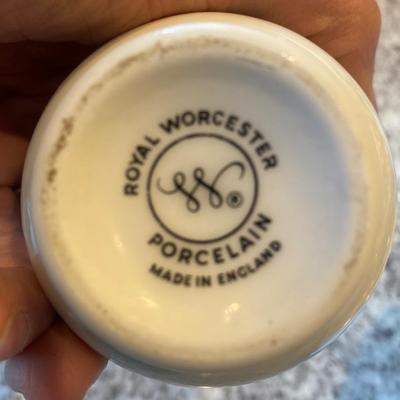 ROYAL WORCESTER
W ®
PORCELAIN
MADE IN ENGLAND